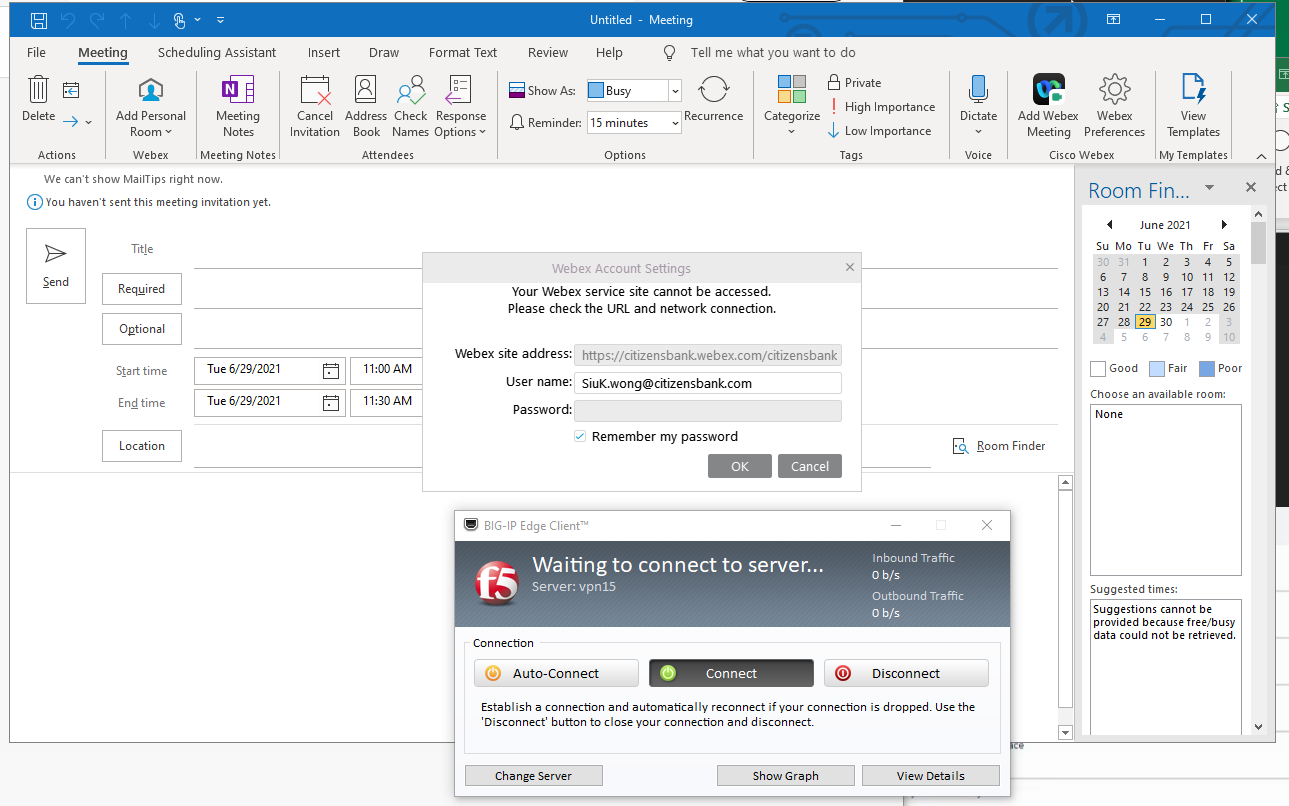 Untitled - Meeting
File Meeting Scheduling Assistant Insert Draw Format Text Review Help Tell me what you want to do
Delete
Actions
Add Personal
Room
Webex
Meeting
Notes
Meeting Notes
Cancel
Invitation
Address
Book
Check
Names
Response
Options
Attendees
Show As: Busy
Reminder: 15 minutes
Recurrence
Options
Categorize
Private
High Importance
Low Importance
Tags
Dictate
Voice
Add Webex
Meeting
Webex
Preferences
Cisco Webex
View
Templates
My Templates
We can't show MailTips right now.
You haven't sent this meeting invitation yet.
Send
Title
Required
Optional
Start time Tue 6/29/2021 11:00 AM
End time Tue 6/29/2021 11:30 AM
Location
Room Finder
Webex Account Settings
Your Webex service site cannot be accessed.
Please check the URL and network connection.
Webex site address: https://citizensbank.webex.com/citizensbank
User name: SiuK.wong@citizensbank.com
Password:
Remember my password
OK Cancel
Room Fin...
June 2021
Su Mo Tu We Th Fr Sa
30 31 1 2 3 4 5
6 7 8 9 10 11 12
13 14 15 16 17 18 19
20 21 22 23 24 25 26
27 28 29 30 1 2 3
4 5 6 7 8 9 10
Good Fair Poor
Choose an available room:
None
Suggested times:
Suggestions cannot be
provided because free/busy
data could not be retrieved.
BIG-IP Edge Client™
f5
Waiting to connect to server...
Server: vpn15
Inbound Traffic
0 b/s
Outbound Traffic
0 b/s
Connection
Auto-Connect Connect Disconnect
Establish a connection and automatically reconnect if your connection is dropped. Use the
'Disconnect' button to close your connection and disconnect.
Change Server Show Graph View Details